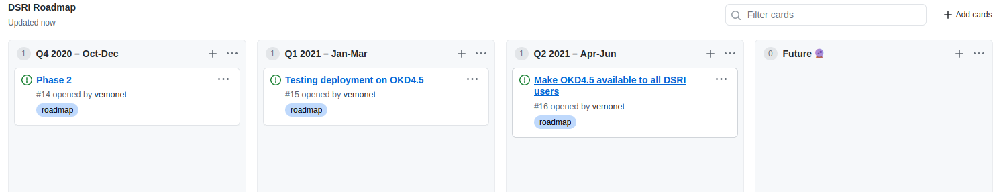 DSRI Roadmap
Updated now
Filter cards
Add cards
1 Q4 2020 – Oct-Dec
Phase 2
#14 opened by vemonet
roadmap
1 Q1 2021 – Jan-Mar
Testing deployment on OKD4.5
#15 opened by vemonet
roadmap
1 Q2 2021 – Apr-Jun
Make OKD4.5 available to all DSRI
users
#16 opened by vemonet
roadmap
0 Future 🔮